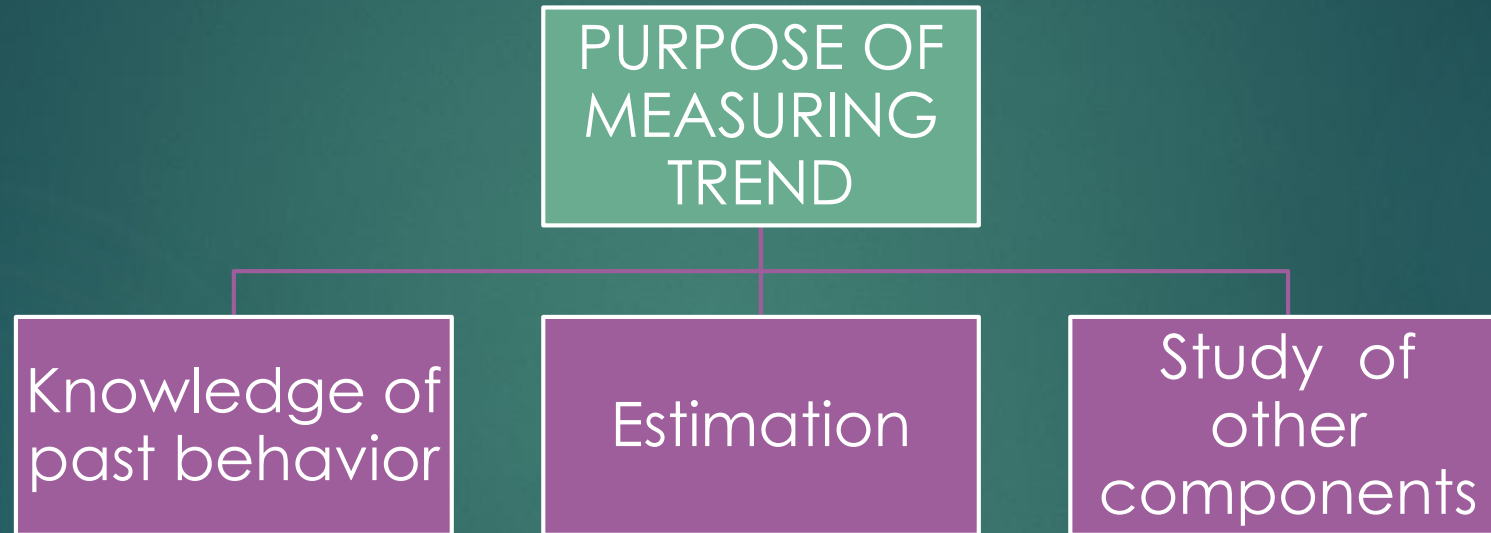 PURPOSE OF
MEASURING
TREND
Knowledge of
past behavior
Estimation
Study of
other
components